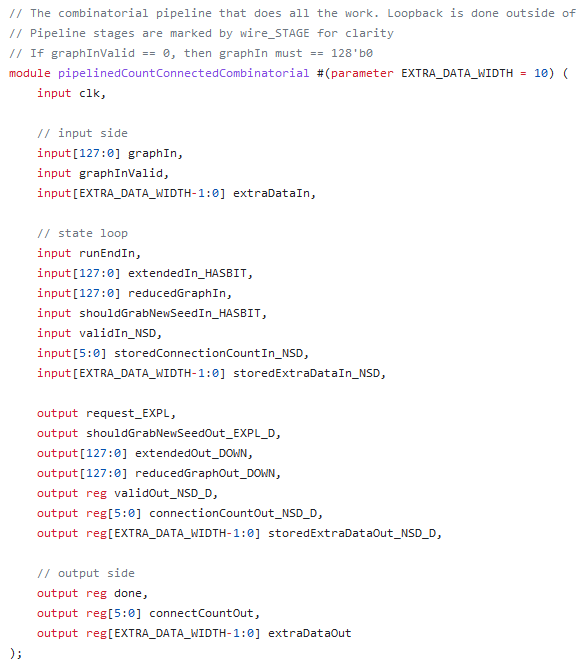 // The combinatorial pipeline that does all the work. Loopback is done outside of
// Pipeline stages are marked by wire_STAGE for clarity
// If graphInValid == 0, then graphIn must == 128'b0
module pipelinedCountConnectedCombinatorial #(parameter EXTRA_DATA_WIDTH = 10) (
    input clk,

    // input side
    input[127:0] graphIn,
    input graphInValid,
    input[EXTRA_DATA_WIDTH-1:0] extraDataIn,

    // state loop
    input runEndIn,
    input[127:0] extendedIn_HASBIT,
    input[127:0] reducedGraphIn,
    input shouldGrabNewSeedIn_HASBIT,
    input validIn_NSD,
    input[5:0] storedConnectionCountIn_NSD,
    input[EXTRA_DATA_WIDTH-1:0] storedExtraDataIn_NSD,

    output request_EXPL,
    output shouldGrabNewSeedOut_EXPL_D,
    output[127:0] extendedOut_DOWN,
    output[127:0] reducedGraphOut_DOWN,
    output reg validOut_NSD_D,
    output reg[5:0] connectionCountOut_NSD_D,
    output reg[EXTRA_DATA_WIDTH-1:0] storedExtraDataOut_NSD_D,

    // output side
    output reg done,
    output reg[5:0] connectCountOut,
    output reg[EXTRA_DATA_WIDTH-1:0] extraDataOut
);